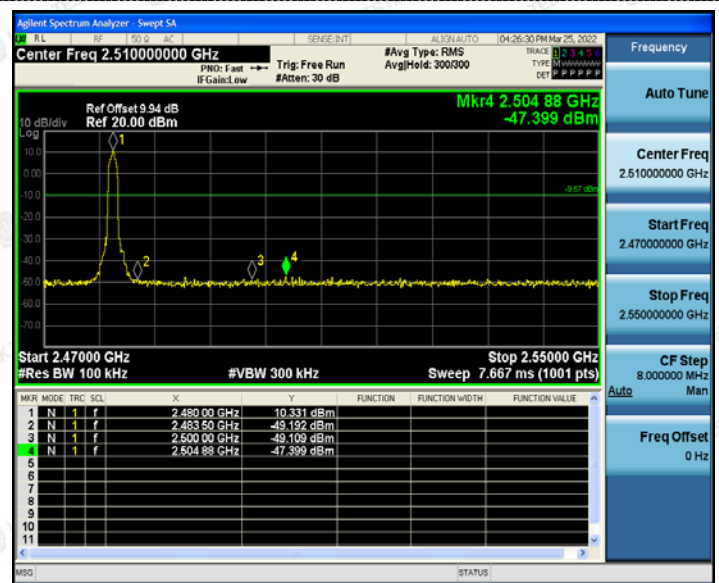 Agilent Spectrum Analyzer - Swept SA
RL RF 50 Ω AC SENSE:INT ALIGN AUTO 04:26:30 PM Mar 25, 2022
Center Freq 2.510000000 GHz
PNO: Fast
IFGain:Low
Trig: Free Run
#Atten: 30 dB
#Avg Type: RMS
Avg|Hold: 300/300
TRACE 1 2 3 4 5 6
TYPE M W W W W W
DET P P P P P P
Frequency
Auto Tune
Center Freq
2.510000000 GHz
Start Freq
2.470000000 GHz
Stop Freq
2.550000000 GHz
CF Step
8.000000 MHz
Auto Man
Freq Offset
0 Hz
Mkr4 2.504 88 GHz
-47.399 dBm
Ref Offset 9.94 dB
10 dB/div Ref 20.00 dBm
Log
10.0
0.00
-10.0
-20.0
-30.0
-40.0
-50.0
-60.0
-70.0
1
2
3
4
-9.67 dBm
Start 2.47000 GHz Stop 2.55000 GHz
#Res BW 100 kHz #VBW 300 kHz Sweep 7.667 ms (1001 pts)
MKR MODE TRC SCL X Y FUNCTION FUNCTION WIDTH FUNCTION VALUE
1 N 1 f 2.480 00 GHz 10.331 dBm
2 N 1 f 2.483 50 GHz -49.192 dBm
3 N 1 f 2.500 00 GHz -49.109 dBm
4 N 1 f 2.504 88 GHz -47.399 dBm
5
6
7
8
9
10
11
MSG STATUS